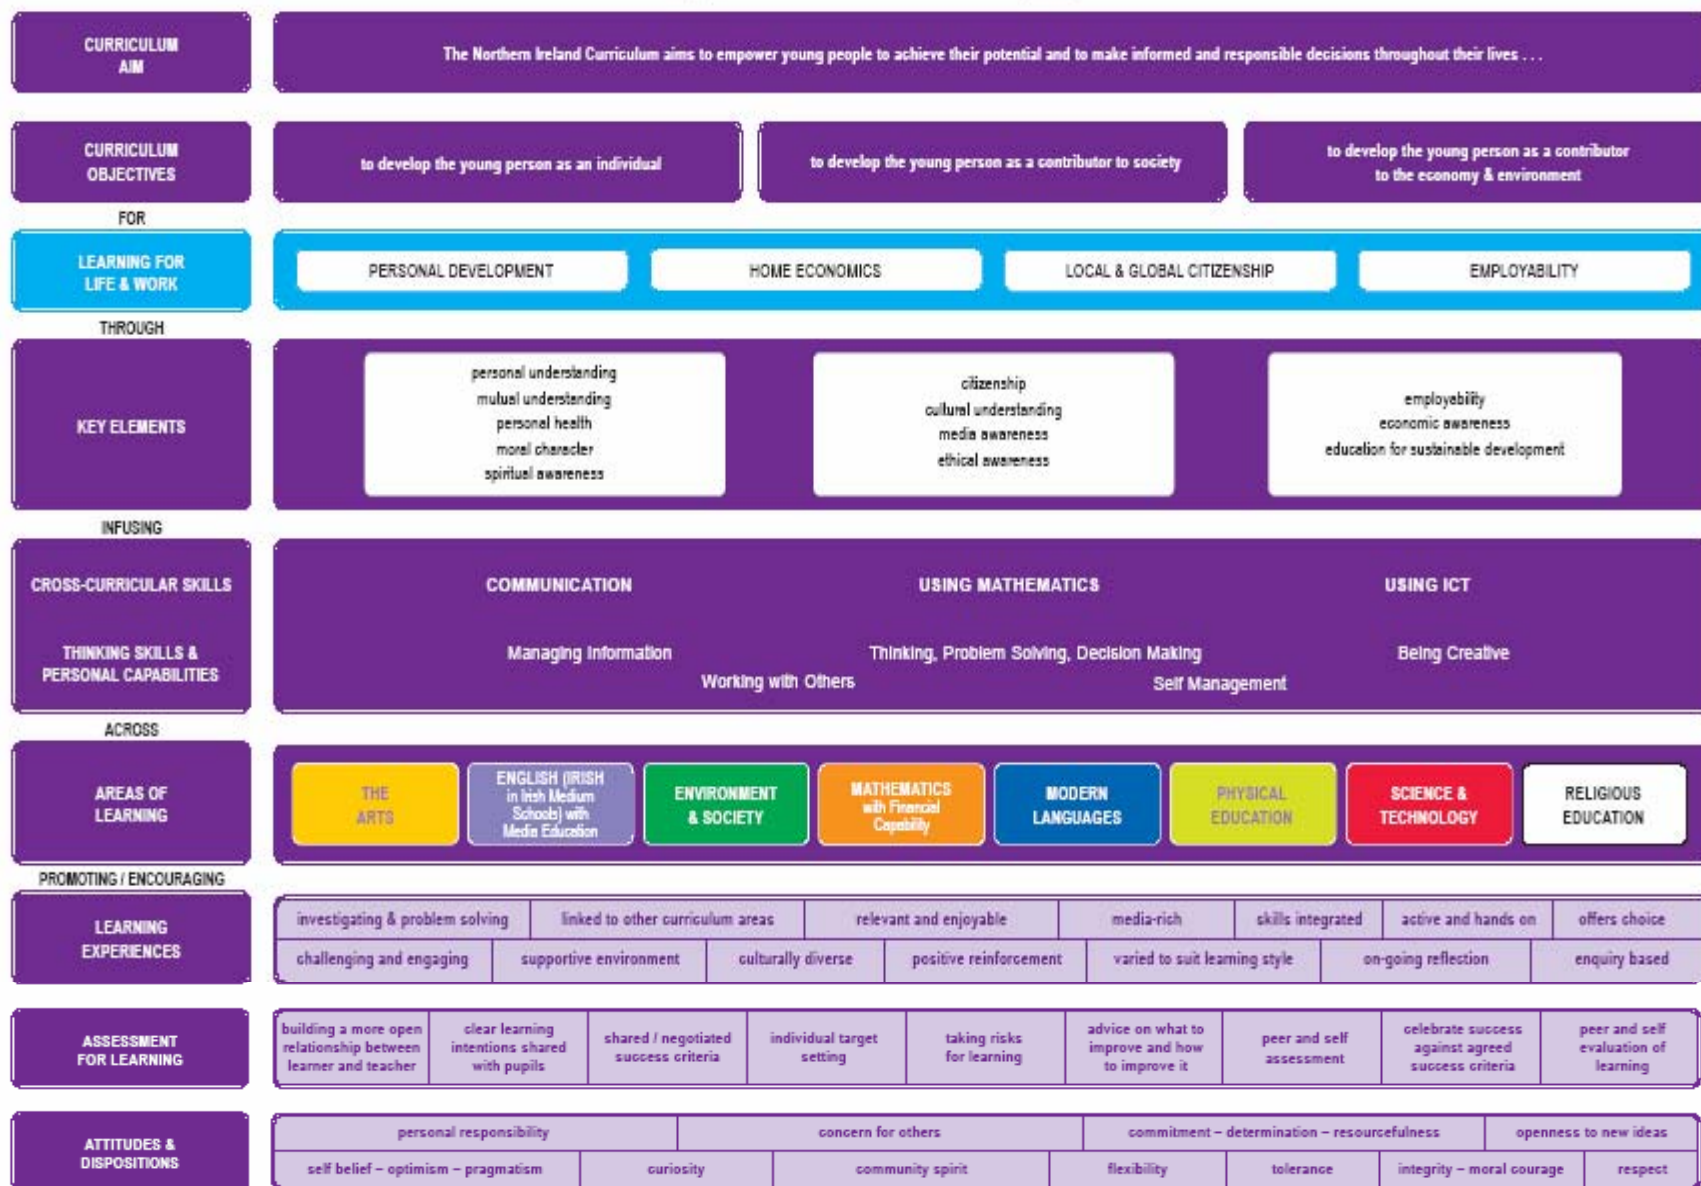 CURRICULUM
AIM
The Northern Ireland Curriculum aims to empower young people to achieve their potential and to make informed and responsible decisions throughout their lives . . .
CURRICULUM
OBJECTIVES
to develop the young person as an individual
to develop the young person as a contributor to society
to develop the young person as a contributor
to the economy & environment
FOR
LEARNING FOR
LIFE & WORK
PERSONAL DEVELOPMENT
HOME ECONOMICS
LOCAL & GLOBAL CITIZENSHIP
EMPLOYABILITY
THROUGH
KEY ELEMENTS
personal understanding
mutual understanding
personal health
moral character
spiritual awareness
citizenship
cultural understanding
media awareness
ethical awareness
employability
economic awareness
education for sustainable development
INFUSING
CROSS-CURRICULAR SKILLS
COMMUNICATION
USING MATHEMATICS
USING ICT
THINKING SKILLS &
PERSONAL CAPABILITIES
Managing Information
Thinking, Problem Solving, Decision Making
Being Creative
Working with Others
Self Management
ACROSS
AREAS OF
LEARNING
THE
ARTS
ENGLISH (IRISH
in Irish Medium
Schools) with
Media Education
ENVIRONMENT
& SOCIETY
MATHEMATICS
with Financial
Capability
MODERN
LANGUAGES
PHYSICAL
EDUCATION
SCIENCE &
TECHNOLOGY
RELIGIOUS
EDUCATION
PROMOTING / ENCOURAGING
LEARNING
EXPERIENCES
investigating & problem solving
linked to other curriculum areas
relevant and enjoyable
media-rich
skills integrated
active and hands on
offers choice
challenging and engaging
supportive environment
culturally diverse
positive reinforcement
varied to suit learning style
on-going reflection
enquiry based
ASSESSMENT
FOR LEARNING
building a more open
relationship between
learner and teacher
clear learning
intentions shared
with pupils
shared / negotiated
success criteria
individual target
setting
taking risks
for learning
advice on what to
improve and how
to improve it
peer and self
assessment
celebrate success
against agreed
success criteria
peer and self
evaluation of
learning
ATTITUDES &
DISPOSITIONS
personal responsibility
concern for others
commitment – determination – resourcefulness
openness to new ideas
self belief – optimism – pragmatism
curiosity
community spirit
flexibility
tolerance
integrity – moral courage
respect